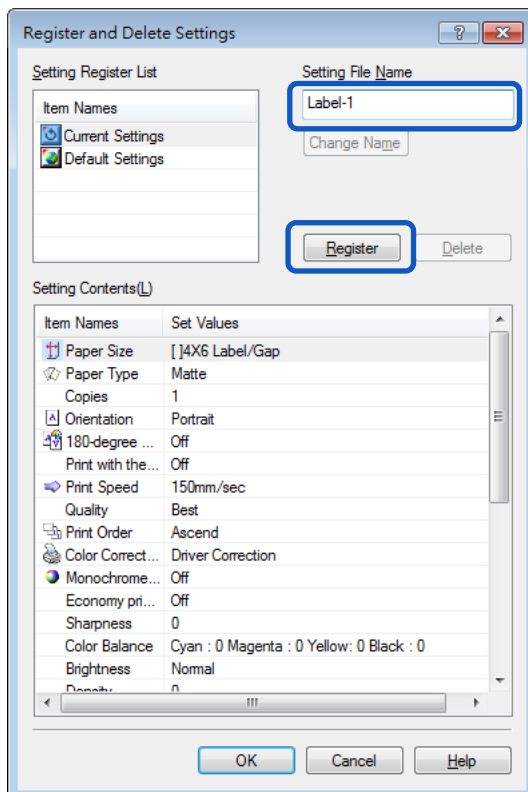 Register and Delete Settings
Setting Register List
Setting File Name
Item Names
Label-1
Current Settings
Change Name
Default Settings
Register
Delete
Setting Contents(L)
Item Names Set Values
Paper Size [ ]4X6 Label/Gap
Paper Type Matte
Copies 1
Orientation Portrait
180-degree ... Off
Print with the... Off
Print Speed 150mm/sec
Quality Best
Print Order Ascend
Color Correct... Driver Correction
Monochrome... Off
Economy pri... Off
Sharpness 0
Color Balance Cyan : 0 Magenta : 0 Yellow: 0 Black : 0
Brightness Normal
Density 0
OK Cancel Help